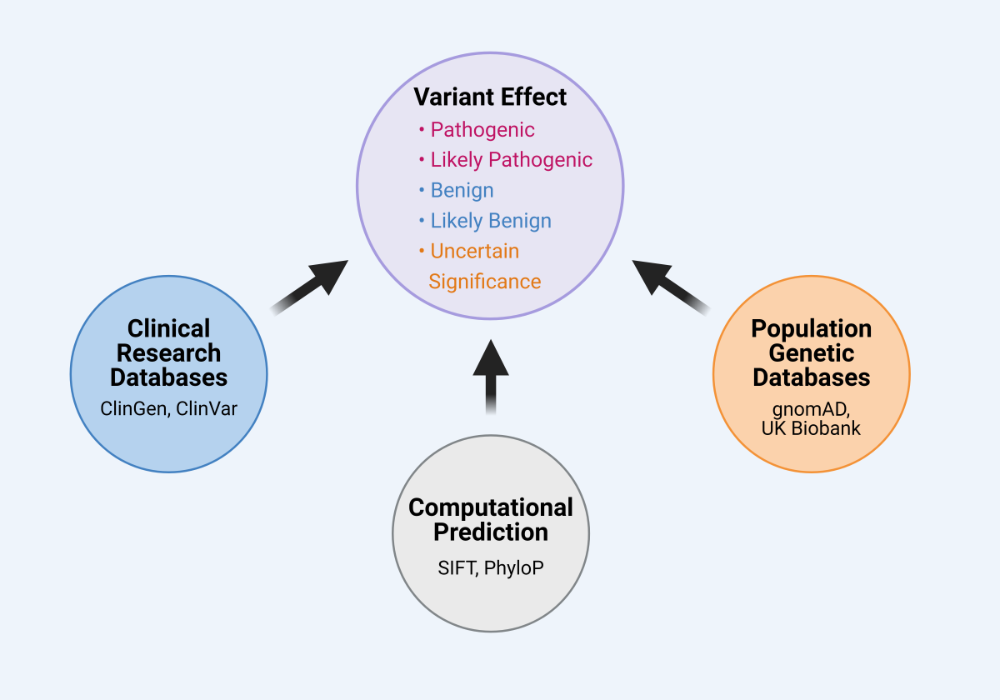 Variant Effect
• Pathogenic
• Likely Pathogenic
• Benign
• Likely Benign
• Uncertain
Significance
Clinical
Research
Databases
ClinGen, ClinVar
Computational
Prediction
SIFT, PhyloP
Population
Genetic
Databases
gnomAD,
UK Biobank